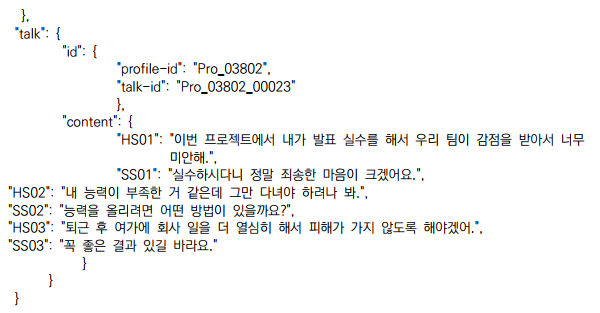 },
"talk": {
"id": {
"profile-id": "Pro_03802",
"talk-id": "Pro_03802_00023"
},
"content": {
"HS01": "이번 프로젝트에서 내가 발표 실수를 해서 우리 팀이 감점을 받아서 너무
미안해.",
"SS01": "실수하시다니 정말 죄송한 마음이 크겠어요.",
"HS02": "내 능력이 부족한 거 같은데 그만 다녀야 하려나 봐.",
"SS02": "능력을 올리려면 어떤 방법이 있을까요?",
"HS03": "퇴근 후 여가에 회사 일을 더 열심히 해서 피해가 가지 않도록 해야겠어.",
"SS03": "꼭 좋은 결과 있길 바라요."
}
}
}